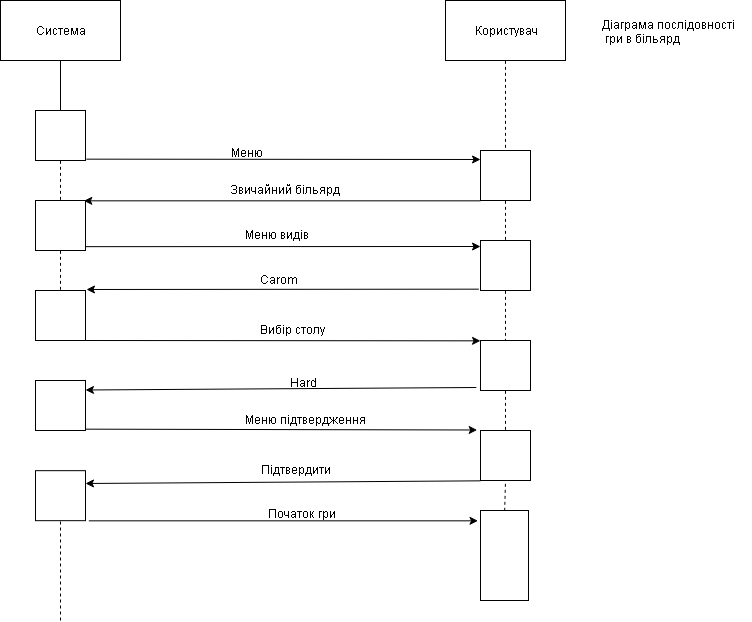 Система
Користувач
Діаграма послідовності
гри в більярд
Меню
Звичайний більярд
Меню видів
Carom
Вибір столу
Hard
Меню підтвердження
Підтвердити
Початок гри